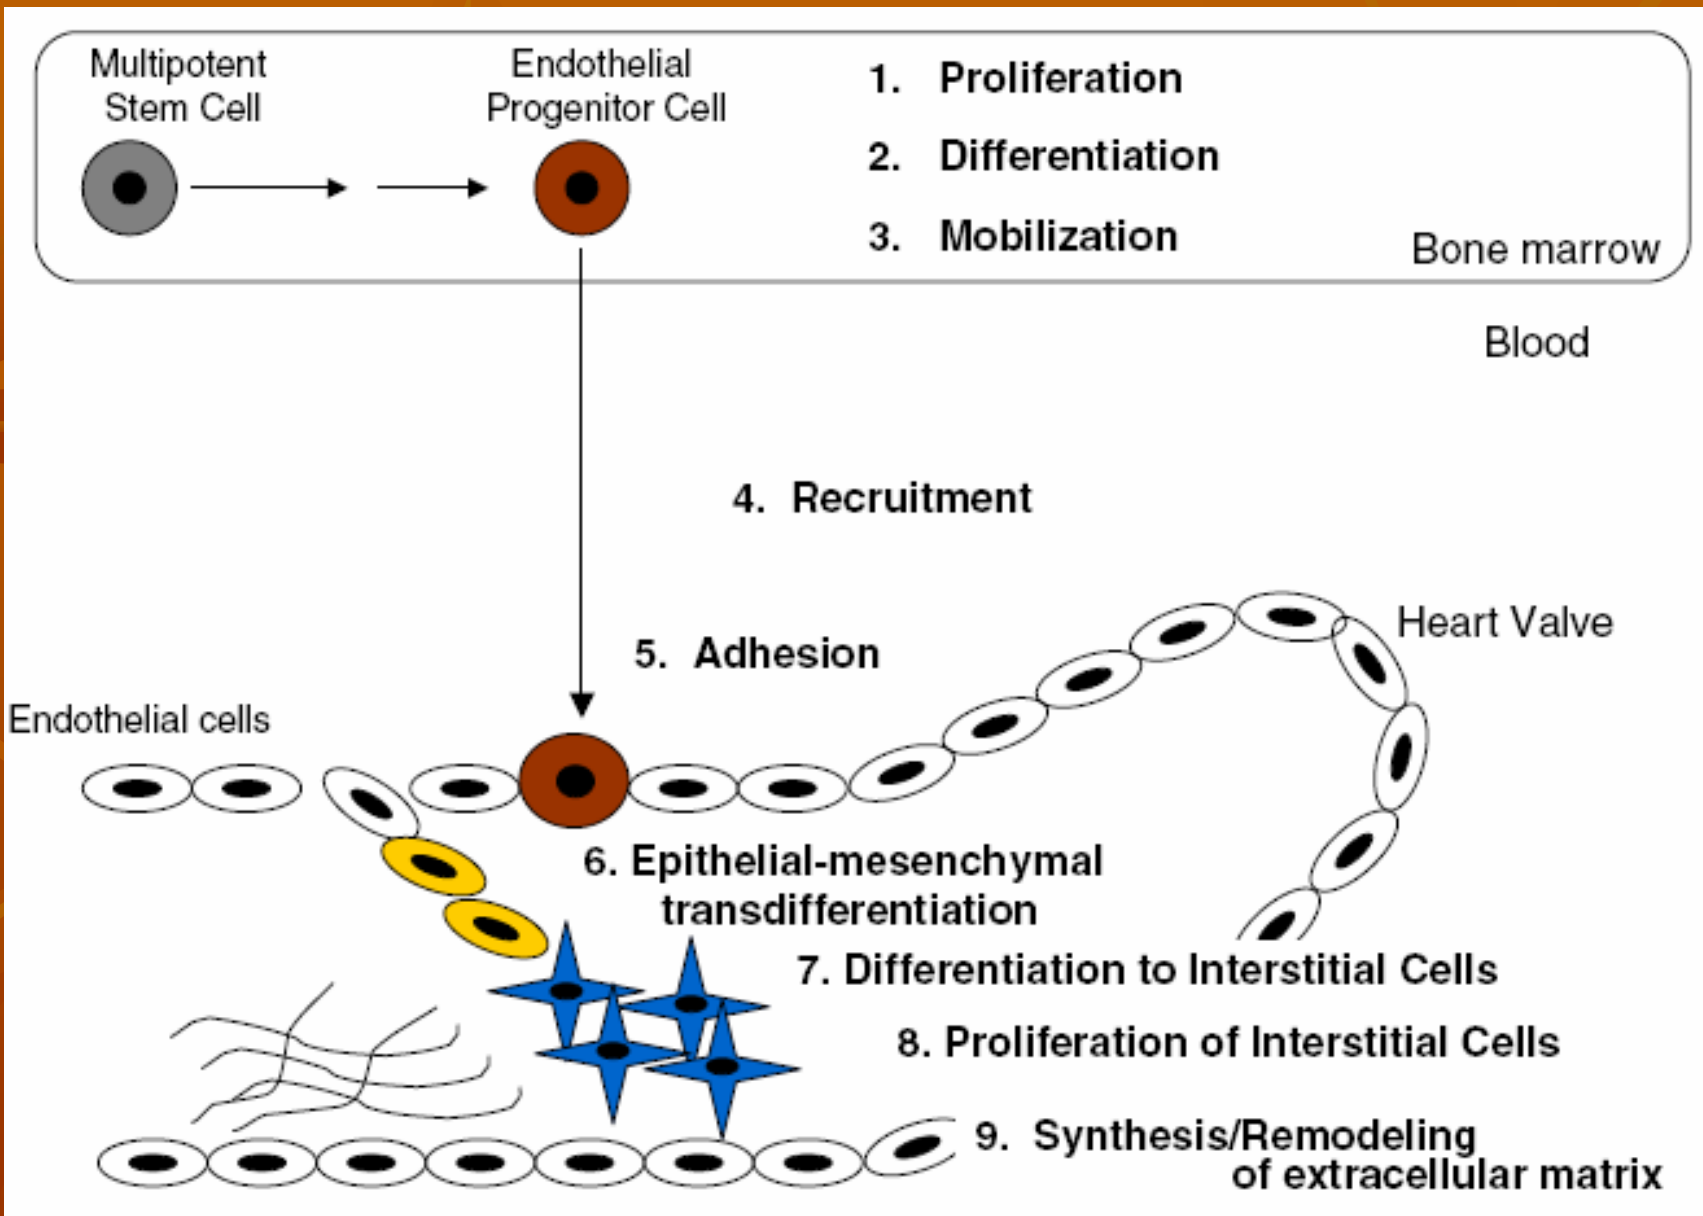 Multipotent
Stem Cell
Endothelial
Progenitor Cell
1. Proliferation
2. Differentiation
3. Mobilization
Bone marrow
Blood
4. Recruitment
5. Adhesion
Heart Valve
Endothelial cells
6. Epithelial-mesenchymal
transdifferentiation
7. Differentiation to Interstitial Cells
8. Proliferation of Interstitial Cells
9. Synthesis/Remodeling
of extracellular matrix